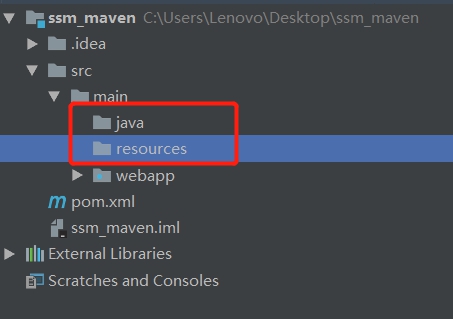 ssm_maven C:\Users\Lenovo\Desktop\ssm_maven
.idea
src
main
java
resources
webapp
pom.xml
ssm_maven.iml
External Libraries
Scratches and Consoles